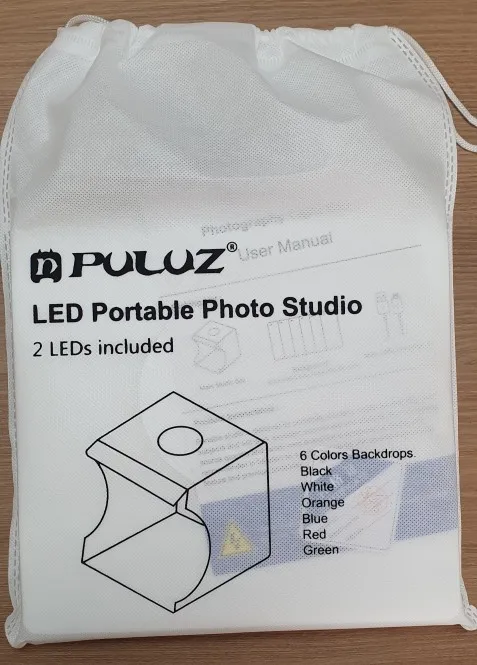 Photography
PULUZ®
User Manual
LED Portable Photo Studio
2 LEDs included
6 Colors Backdrops.
Black
White
Orange
Blue
Red
Green